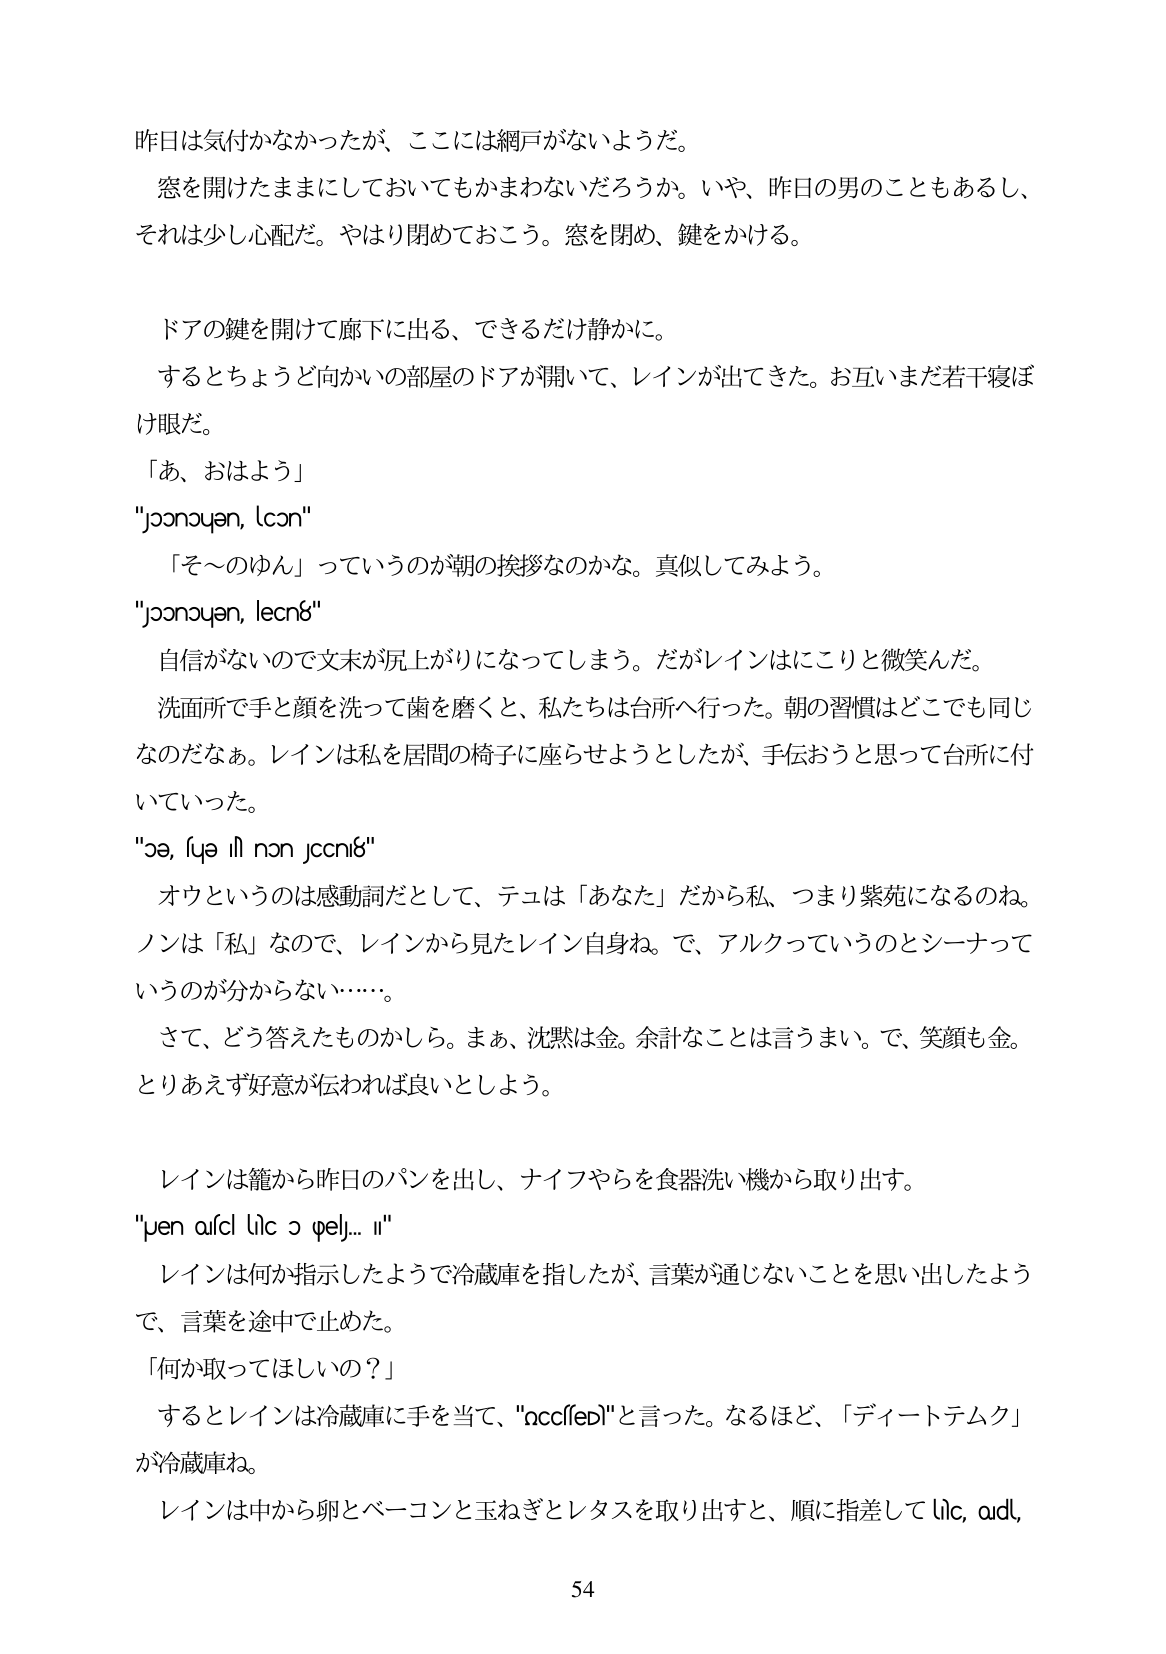 昨日は気付かなかったが、ここには網戸がないようだ。
窓を開けたままにしておいてもかまわないだろうか。いや、昨日の男のこともあるし、
それは少し心配だ。やはり閉めておこう。窓を閉め、鍵をかける。
ドアの鍵を開けて廊下に出る、できるだけ静かに。
するとちょうど向かいの部屋のドアが開いて、レインが出てきた。お互いまだ若干寝ぼ
け眼だ。
「あ、おはよう」
「そ～のゆん」っていうのが朝の挨拶なのかな。真似してみよう。
自信がないので文末が尻上がりになってしまう。だがレインはにこりと微笑んだ。
洗面所で手と顔を洗って歯を磨くと、私たちは台所へ行った。朝の習慣はどこでも同じ
なのだなぁ。レインは私を居間の椅子に座らせようとしたが、手伝おうと思って台所に付
いていった。
オウというのは感動詞だとして、テュは「あなた」だから私、つまり紫苑になるのね。
ノンは「私」なので、レインから見たレイン自身ね。で、アルクっていうのとシーナって
いうのが分からない……。
さて、どう答えたものかしら。まぁ、沈黙は金。余計なことは言うまい。で、笑顔も金。
とりあえず好意が伝われば良いとしよう。
レインは籠から昨日のパンを出し、ナイフやらを食器洗い機から取り出す。
レインは何か指示したようで冷蔵庫を指したが、言葉が通じないことを思い出したよう
で、言葉を途中で止めた。
「何か取ってほしいの？」
するとレインは冷蔵庫に手を当て、""と言った。なるほど、「ディートテムク」
が冷蔵庫ね。
レインは中から卵とベーコンと玉ねぎとレタスを取り出すと、順に指差して
54